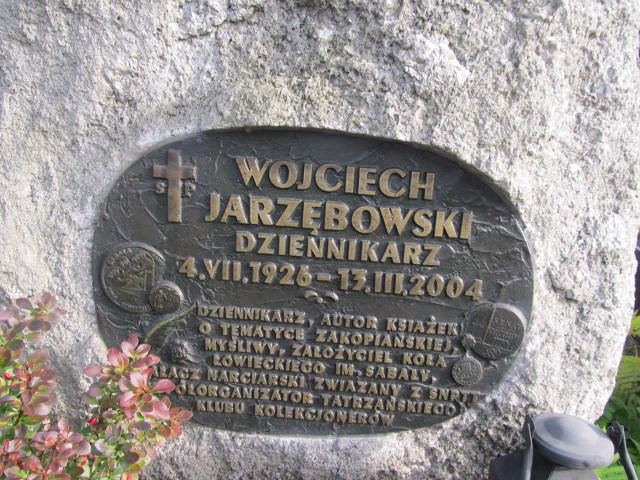 S P
WOJCIECH
JARZĘBOWSKI
DZIENNIKARZ
4.VII.1926-13.III.2004
DZIENNIKARZ, AUTOR KSIĄŻEK
O TEMATYCE ZAKOPIAŃSKIEJ
MYŚLIWY, ZAŁOŻYCIEL KOŁA
ŁOWIECKIEGO IM. SABAŁY,
NARCIARSKI ZWIĄZANY Z SNPTT
TATRZAŃSKIEGO
KLUBU KOLEKCJONERÓW